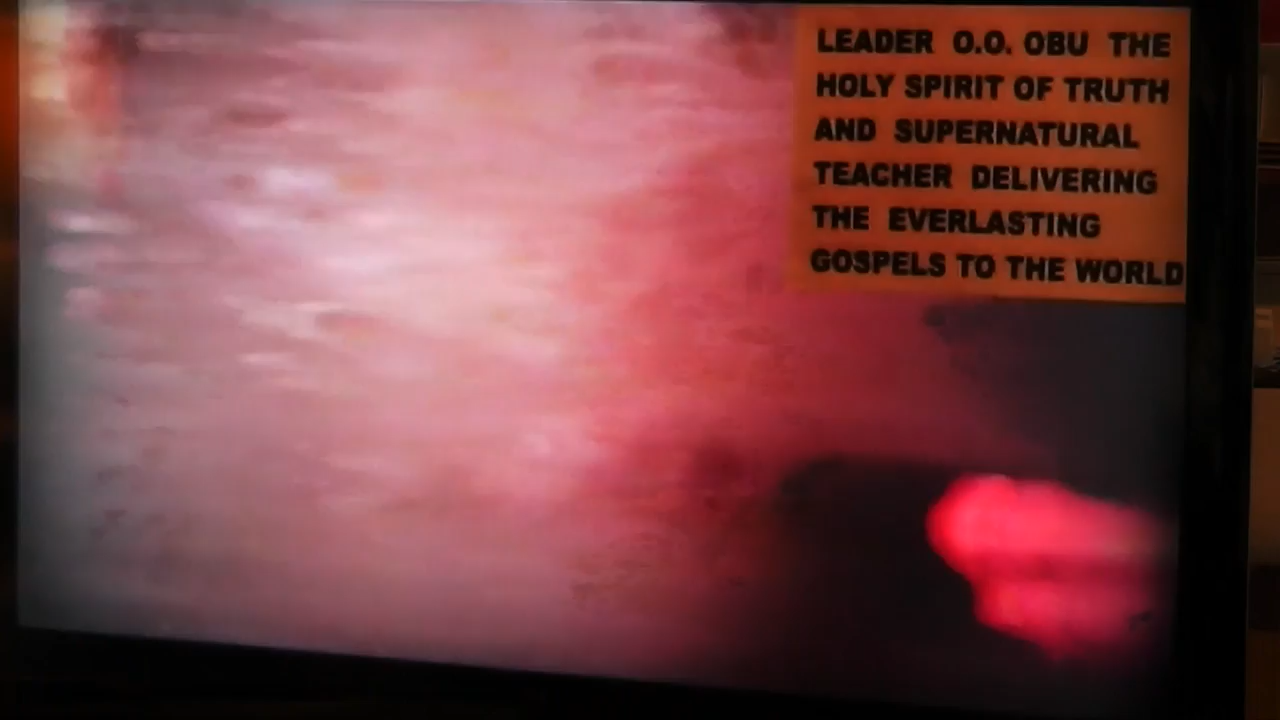 LEADER O.O. OBU THE
HOLY SPIRIT OF TRUTH
AND SUPERNATURAL
TEACHER DELIVERING
THE EVERLASTING
GOSPELS TO THE WORLD